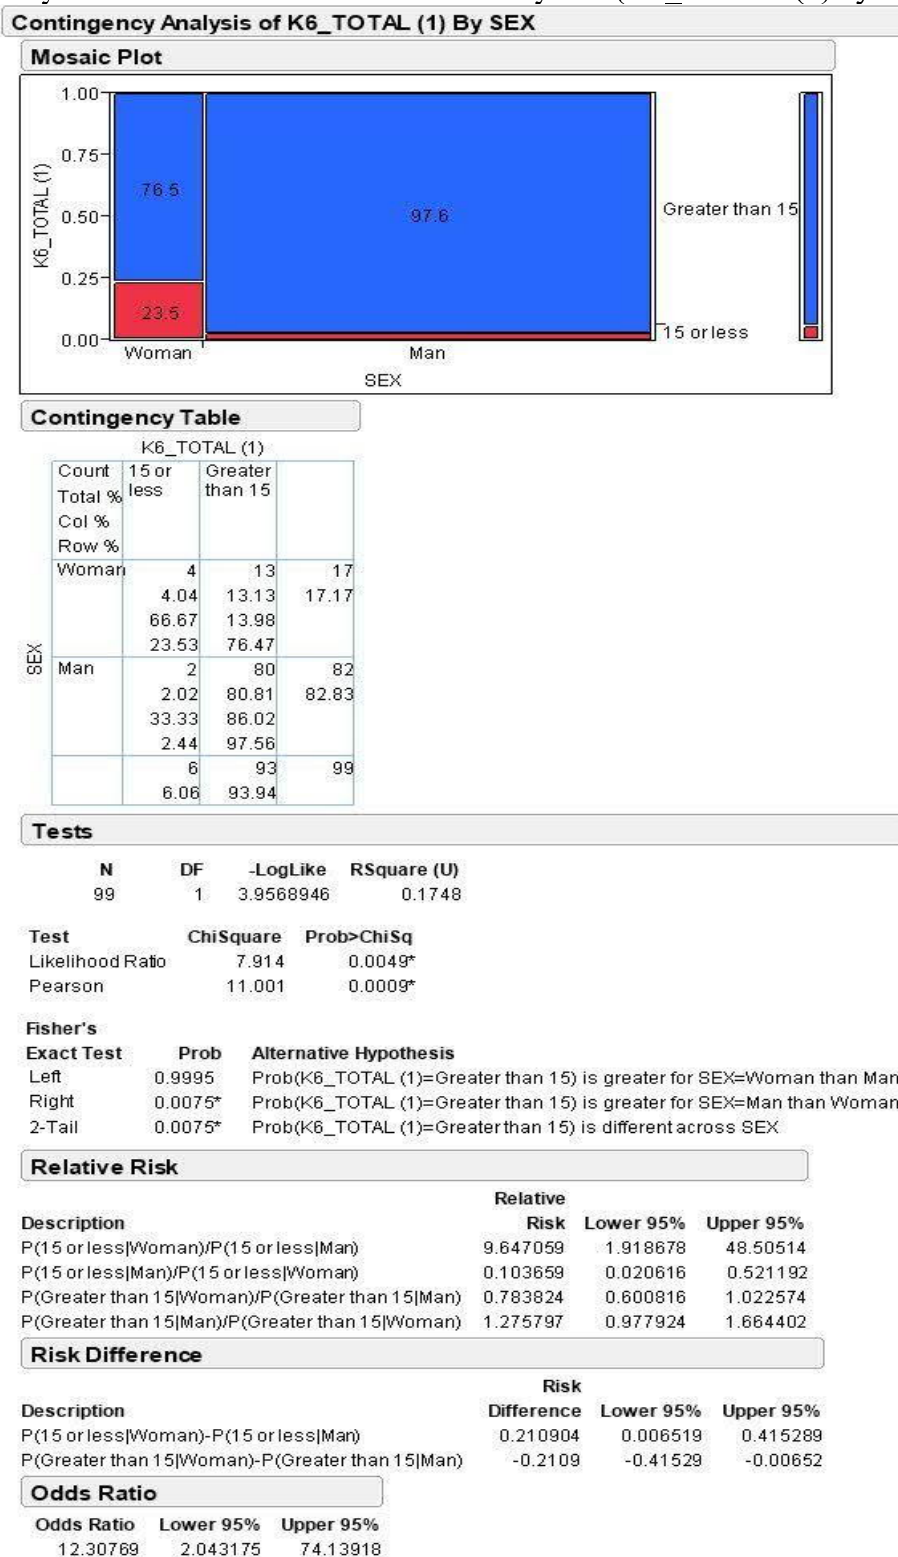 Contingency Analysis of K6_TOTAL (1) By SEX
Mosaic Plot
1.00
0.75
0.50
0.25
0.00
K6_TOTAL (1)
76.5
23.5
97.6
Greater than 15
15 or less
Woman Man
SEX
Contingency Table
K6_TOTAL (1)
Count 15 or Greater
Total % less than 15
Col %
Row %
SEX
Woman 4 13 17
4.04 13.13 17.17
66.67 13.98
23.53 76.47
Man 2 80 82
2.02 80.81 82.83
33.33 86.02
2.44 97.56
6 93 99
6.06 93.94
Tests
N DF -LogLike RSquare (U)
99 1 3.9568946 0.1748
Test ChiSquare Prob>ChiSq
Likelihood Ratio 7.914 0.0049*
Pearson 11.001 0.0009*
Fisher's
Exact Test Prob Alternative Hypothesis
Left 0.9995 Prob(K6_TOTAL (1)=Greater than 15) is greater for SEX=Woman than Man
Right 0.0075* Prob(K6_TOTAL (1)=Greater than 15) is greater for SEX=Man than Woman
2-Tail 0.0075* Prob(K6_TOTAL (1)=Greater than 15) is different across SEX
Relative Risk
Relative
Description Risk Lower 95% Upper 95%
P(15 or less|Woman)/P(15 or less|Man) 9.647059 1.918678 48.50514
P(15 or less|Man)/P(15 or less|Woman) 0.103659 0.020616 0.521192
P(Greater than 15|Woman)/P(Greater than 15|Man) 0.783824 0.600816 1.022574
P(Greater than 15|Man)/P(Greater than 15|Woman) 1.275797 0.977924 1.664402
Risk Difference
Risk
Description Difference Lower 95% Upper 95%
P(15 or less|Woman)-P(15 or less|Man) 0.210904 0.006519 0.415289
P(Greater than 15|Woman)-P(Greater than 15|Man) -0.2109 -0.41529 -0.00652
Odds Ratio
Odds Ratio Lower 95% Upper 95%
12.30769 2.043175 74.13918